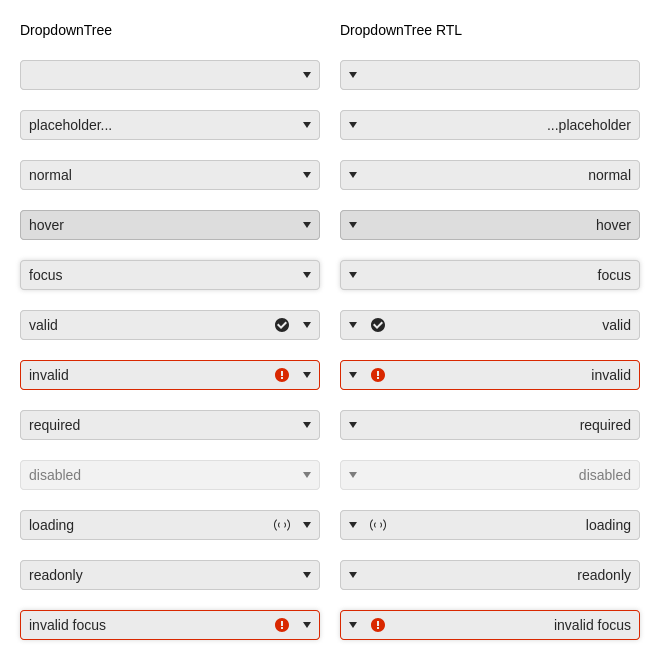 DropdownTree
DropdownTree RTL
placeholder...
...placeholder
normal
normal
hover
hover
focus
focus
valid
valid
invalid
invalid
required
required
disabled
disabled
loading
loading
readonly
readonly
invalid focus
invalid focus